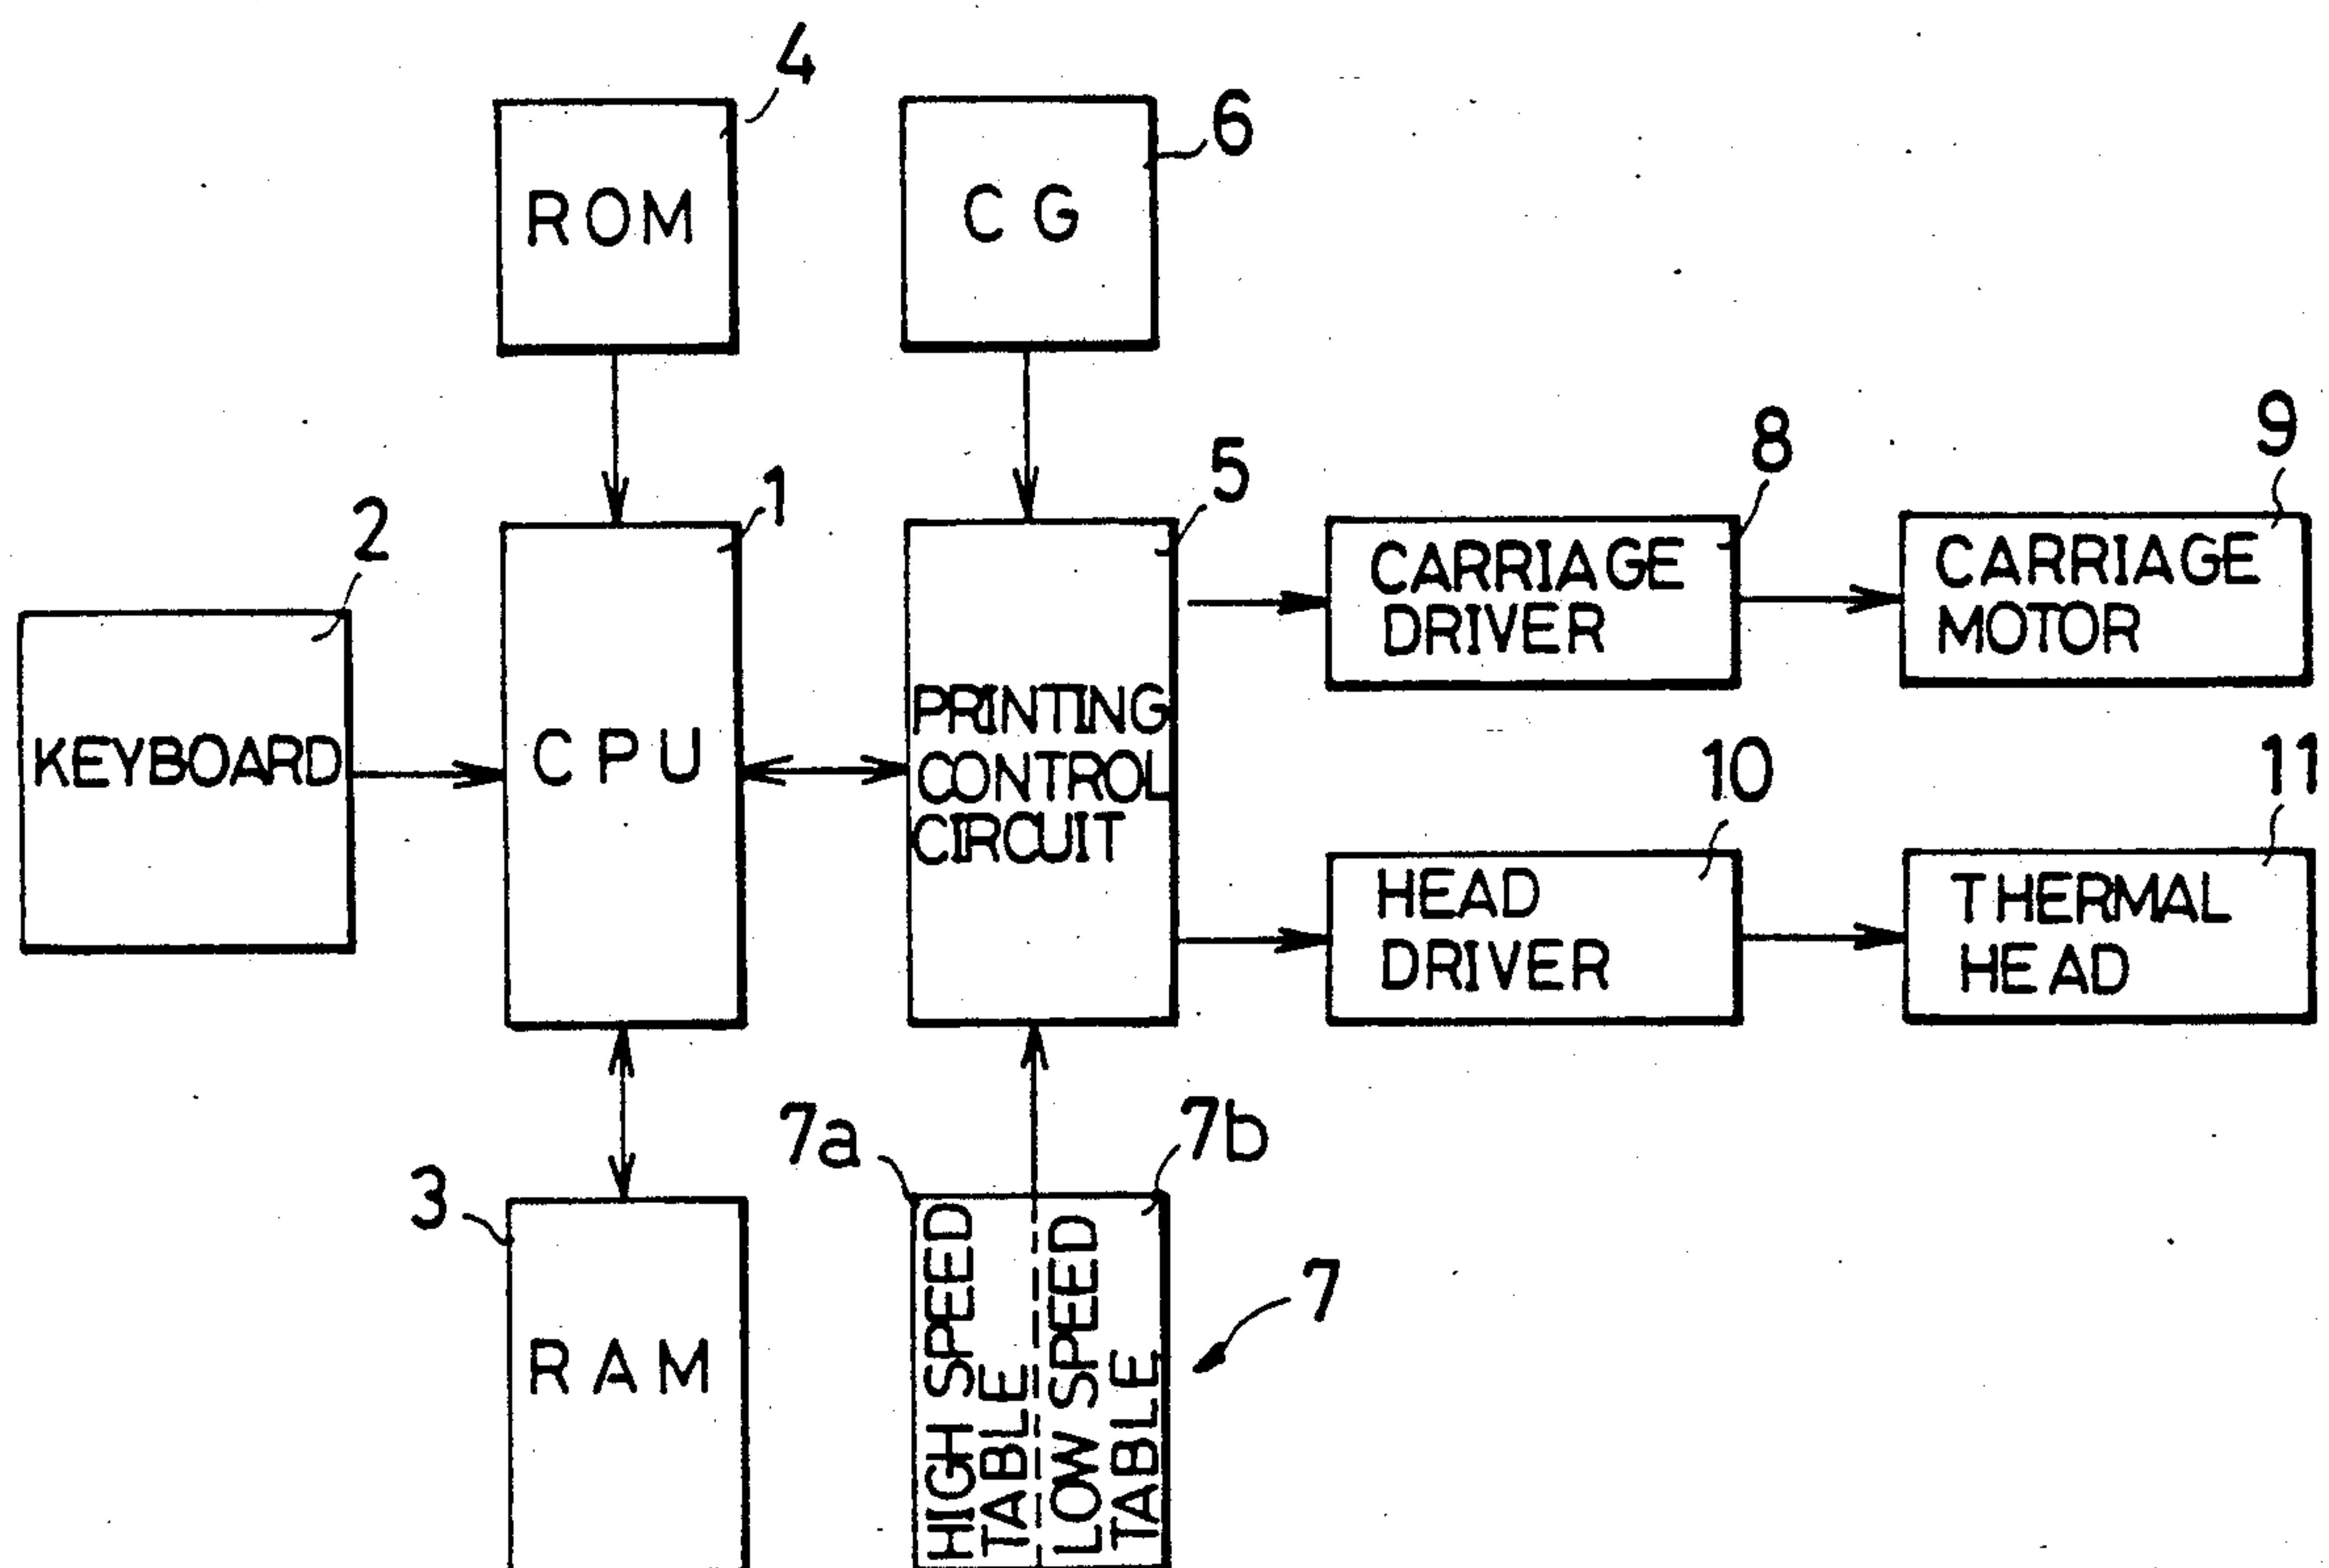 4
ROM
6
CG
2
1
5
8
9
KEYBOARD
CPU
PRINTING
CONTROL
CIRCUIT
CARRIAGE
DRIVER
CARRIAGE
MOTOR
10
11
HEAD
DRIVER
THERMAL
HEAD
3
RAM
7a
7b
HIGH SPEED
TABLE
LOW SPEED
TABLE
7